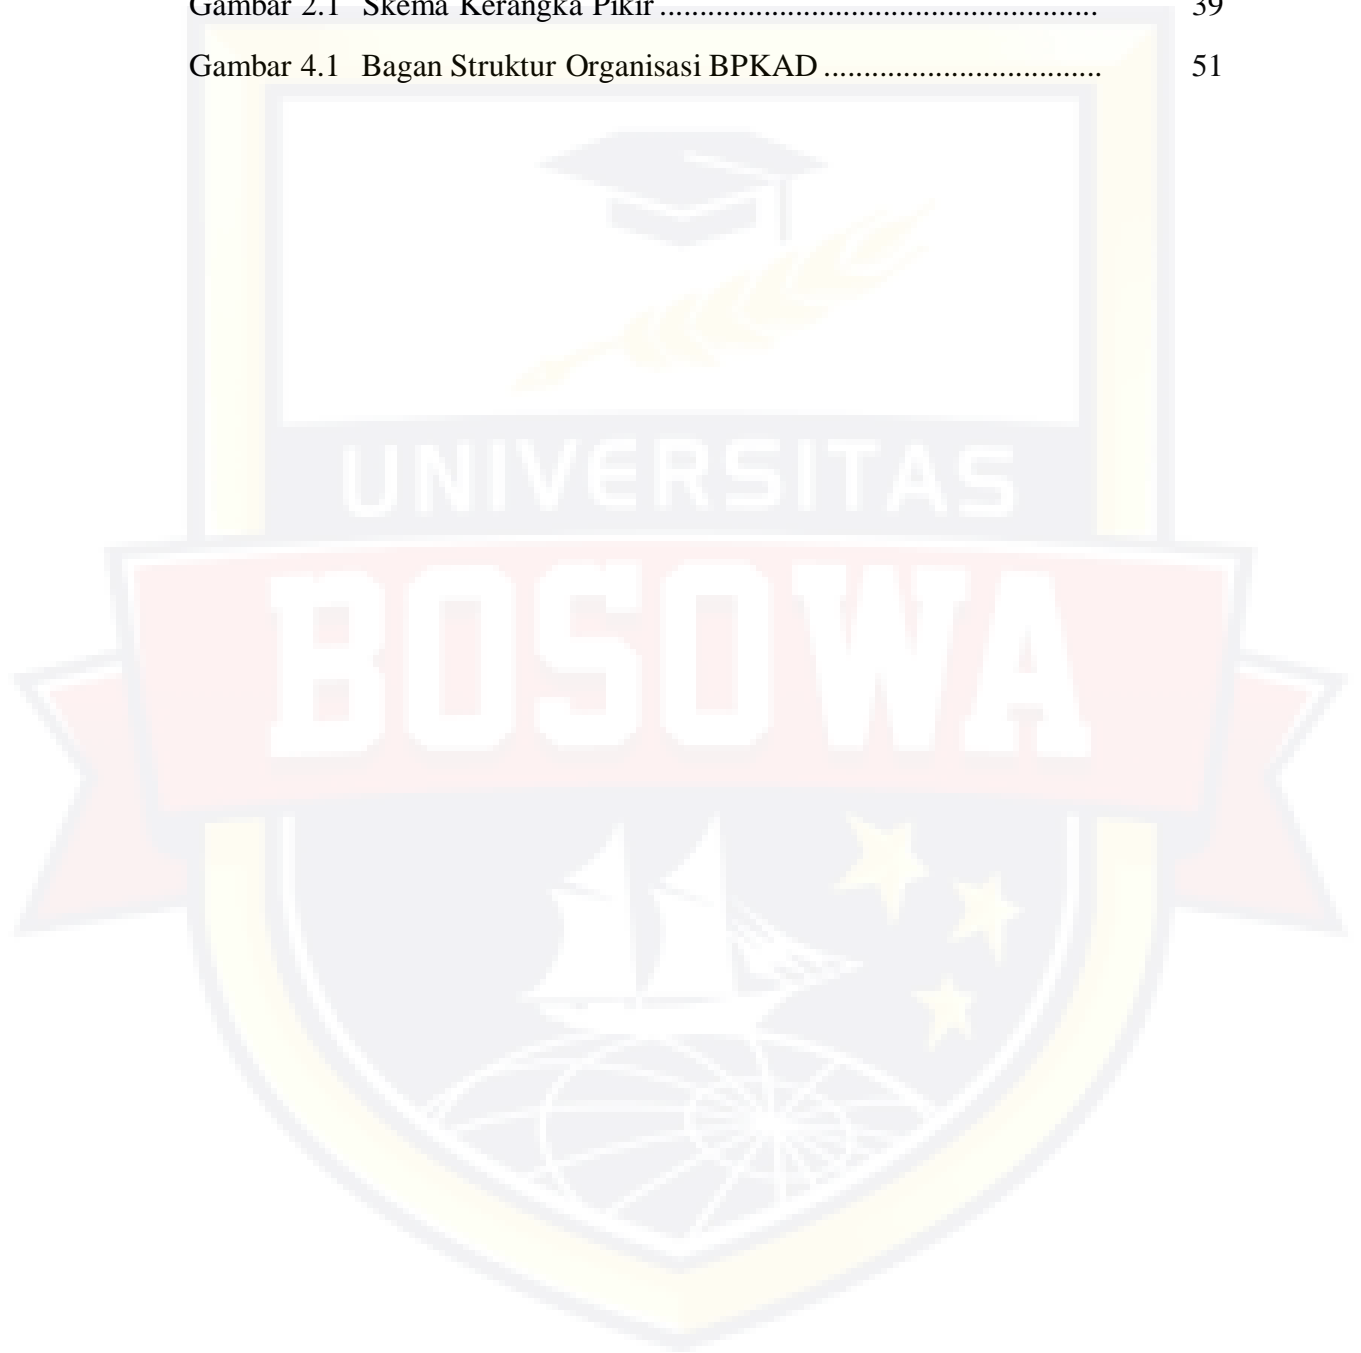 Gambar 2.1 Skema Kerangka Pikir ...................................................... 39
Gambar 4.1 Bagan Struktur Organisasi BPKAD .................................. 51
UNIVERSITAS
BOSOWA